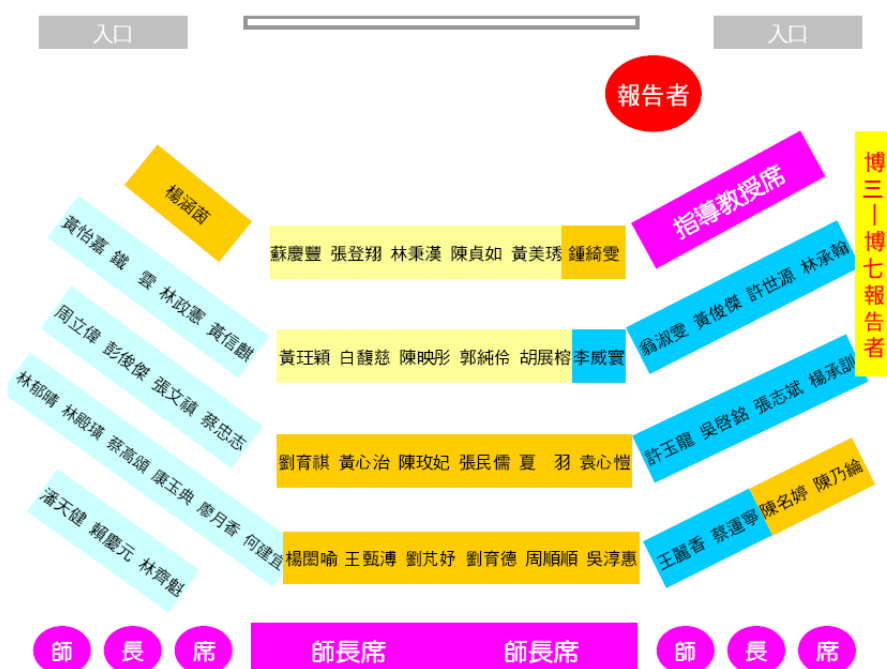 入口
入口
報告者
楊涵茵
指導教授席
博三—博七報告者
黃怡嘉 鐵 雲 林政憲 黃信麒
蘇慶豐 張登翔 林秉漢 陳貞如 黃美琇 鍾綺雯
翁淑雯 黃俊傑 許世源 林承翰
周立偉 彭俊傑 張文禛 蔡忠志
黃玨穎 白馥慈 陳映彤 郭純伶 胡展榕 李威寰
許玉龍 吳啓銘 張志斌 楊承訓
林郁晴 林殿璜 蔡高頌 康玉典 廖月香 何建宜
劉育祺 黃心治 陳玫妃 張民儒 夏 羽 袁心愷
王麗香 蔡運寧 陳名婷 陳乃綸
潘天健 賴慶元 林齊魁
楊閎喻 王甄溥 劉芃妤 劉育德 周順順 吳淳惠
師 長 席
師長席 師長席
師 長 席